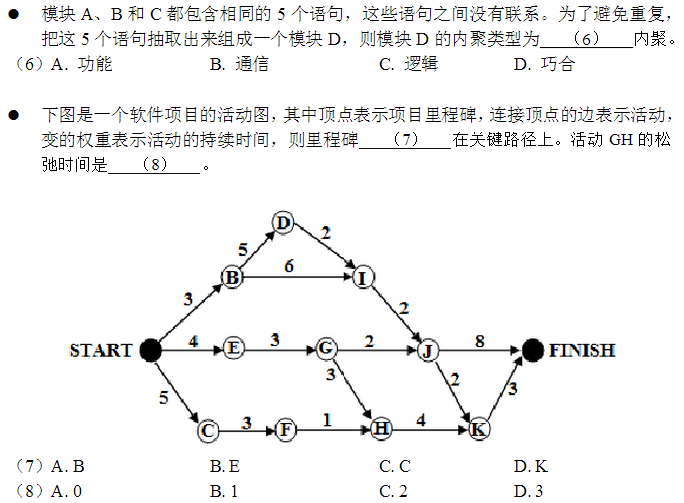 ● 模块 A、B 和 C 都包含相同的 5 个语句，这些语句之间没有联系。为了避免重复，
把这 5 个语句抽取出来组成一个模块 D，则模块 D 的内聚类型为 （6） 内聚。
（6）A. 功能 B. 通信 C. 逻辑 D. 巧合
● 下图是一个软件项目的活动图，其中顶点表示项目里程碑，连接顶点的边表示活动，
变的权重表示活动的持续时间，则里程碑 （7） 在关键路径上。活动 GH 的松
弛时间是 （8） 。
D
5
2
B
6
I
3
2
START
4
E
3
G
2
J
8
FINISH
5
3
2
3
C
3
F
1
H
4
K
（7）A. B B. E C. C D. K
（8）A. 0 B. 1 C. 2 D. 3